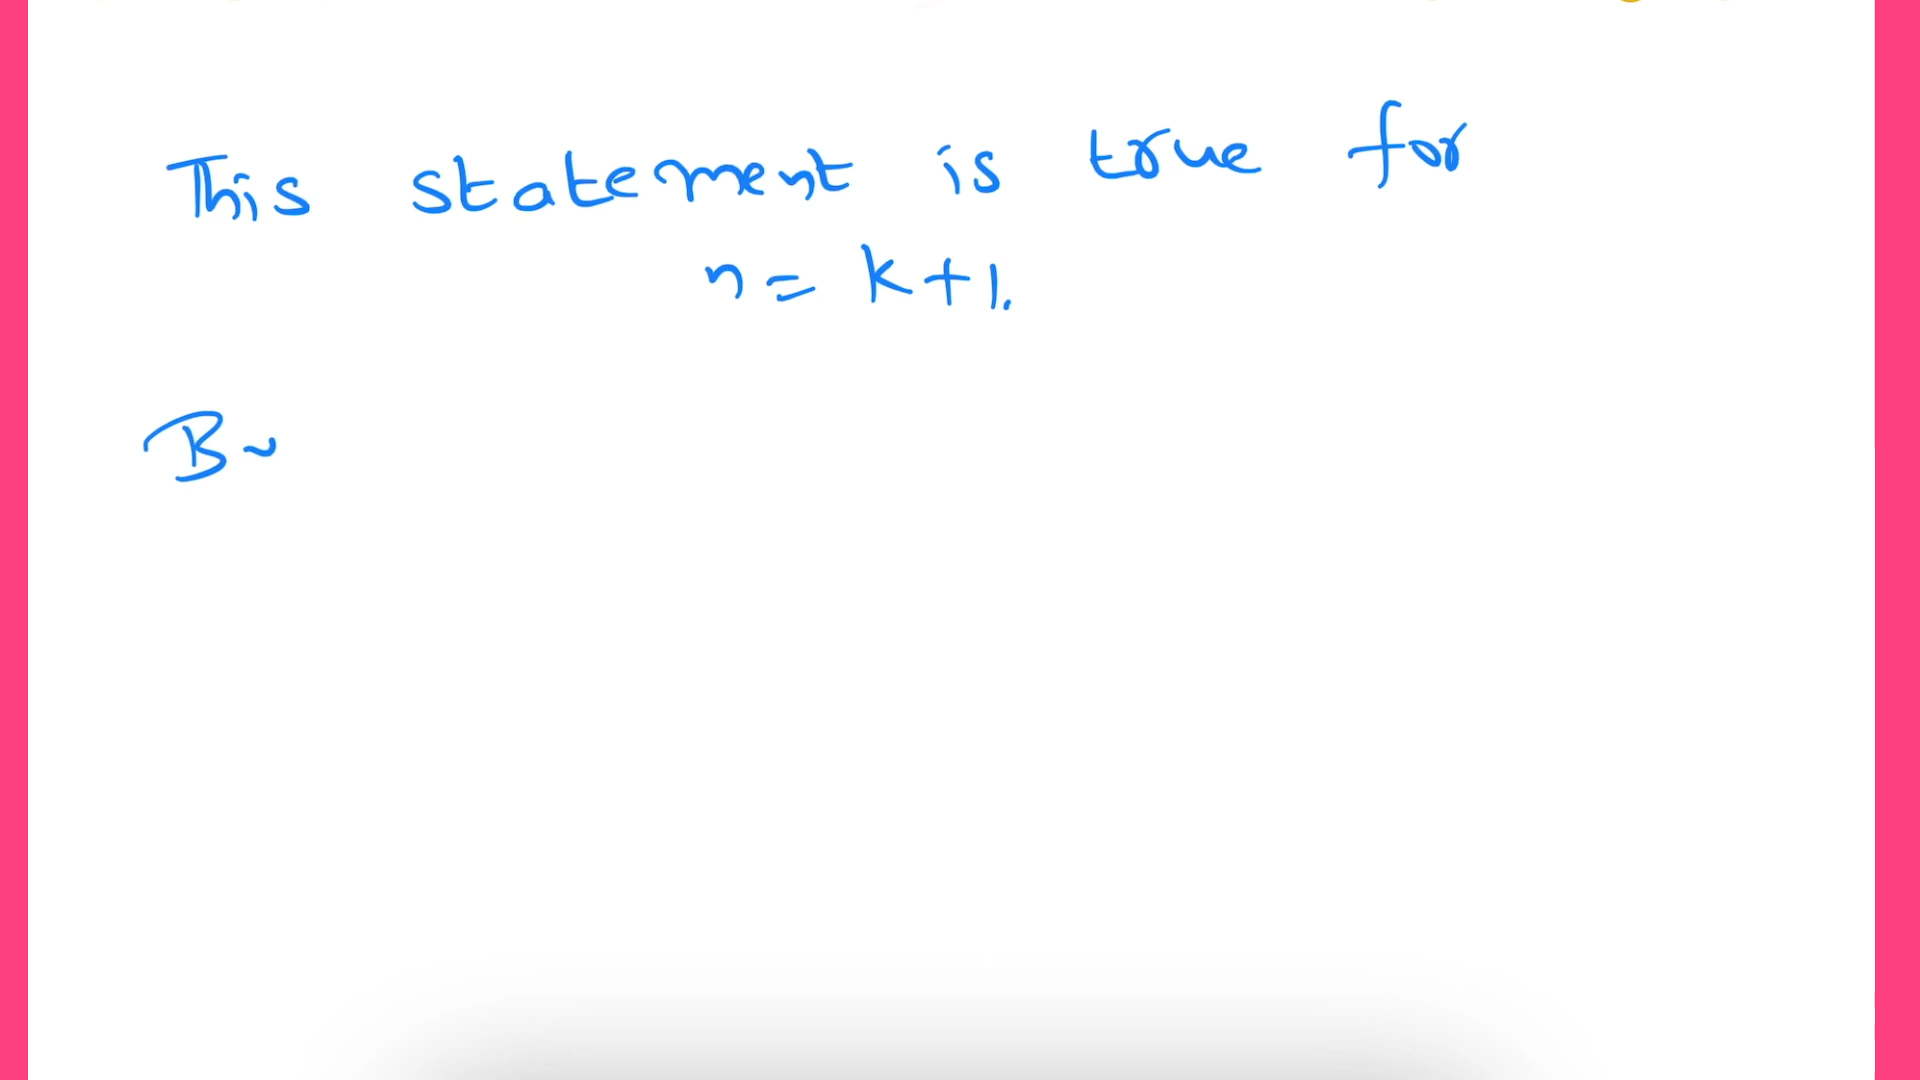 This statement is true for
n = k+1.
B